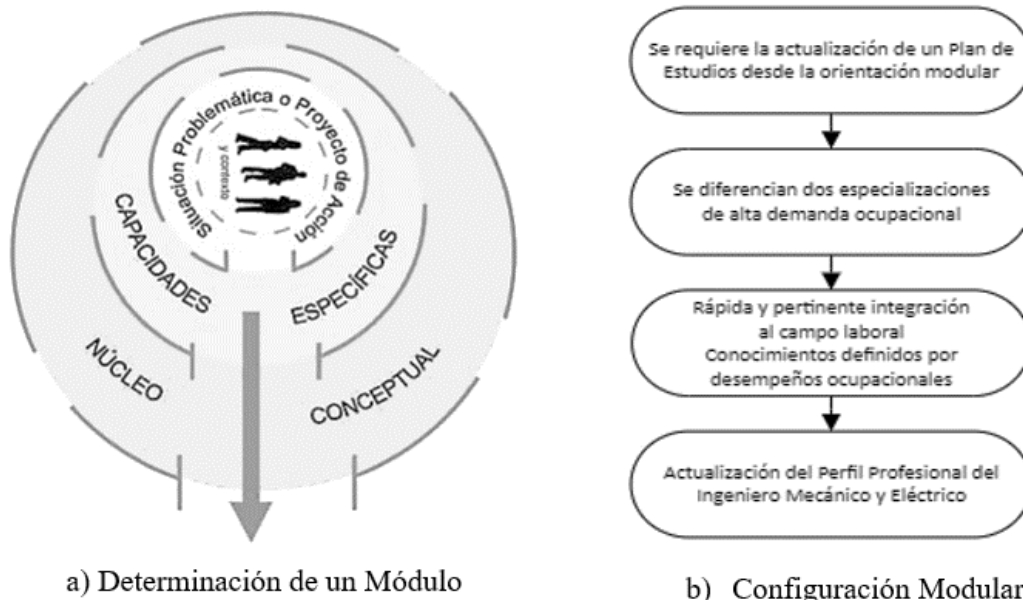 Situación Problemática o Proyecto de Acción
y contexto
CAPACIDADES
ESPECÍFICAS
NÚCLEO
CONCEPTUAL
a) Determinación de un Módulo
Se requiere la actualización de un Plan de
Estudios desde la orientación modular
Se diferencian dos especializaciones
de alta demanda ocupacional
Rápida y pertinente integración
al campo laboral
Conocimientos definidos por
desempeños ocupacionales
Actualización del Perfil Profesional del
Ingeniero Mecánico y Eléctrico
b) Configuración Modular